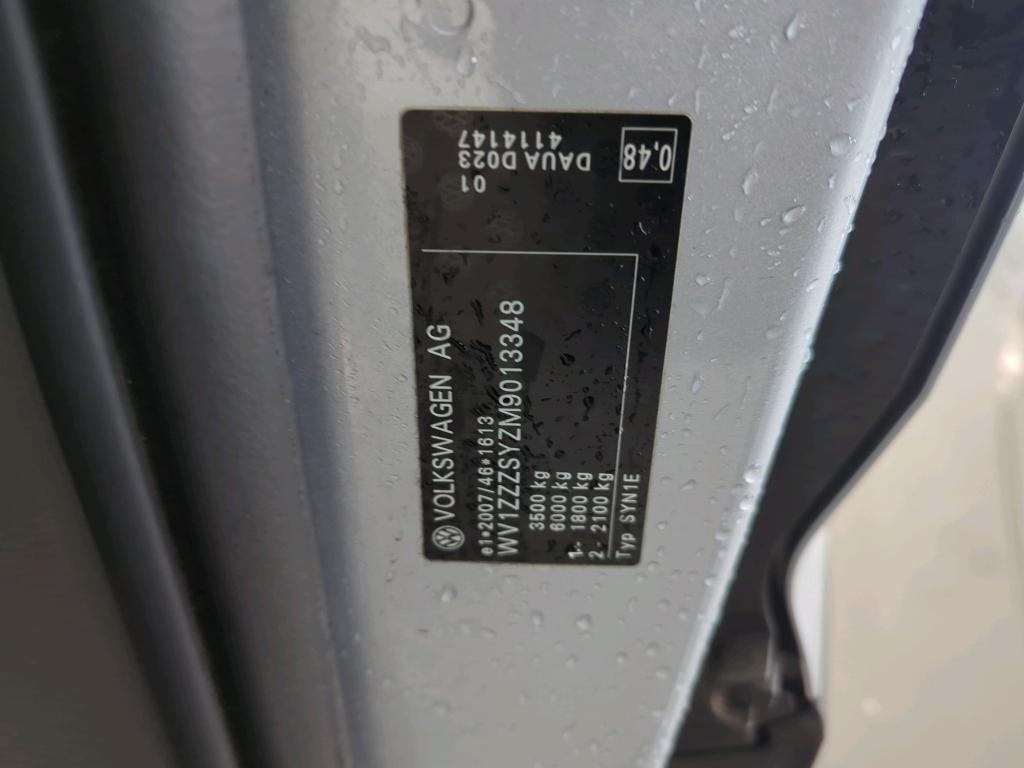 VOLKSWAGEN AG
e1*2007/46*1613
WV1ZZZSYZM9013348
3500 kg
6000 kg
1- 1800 kg
2- 2100 kg
Typ SYN1E
01
DAUA D023
4114147
0,48